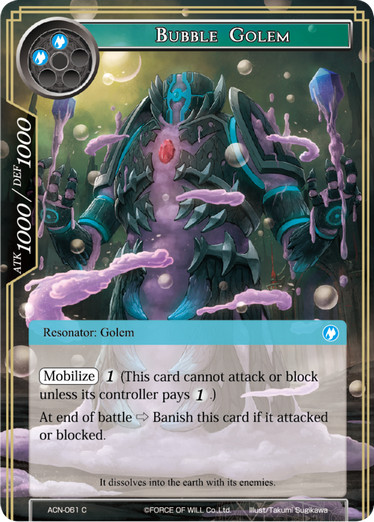 Bubble Golem
ATK 1000 / DEF 1000
Resonator: Golem
Mobilize 1 (This card cannot attack or block
unless its controller pays 1 .)
At end of battle ⇨ Banish this card if it attacked
or blocked.
It dissolves into the earth with its enemies.
ACN-061 C ©FORCE OF WILL Co.,Ltd. Illust/Takumi Sugikawa